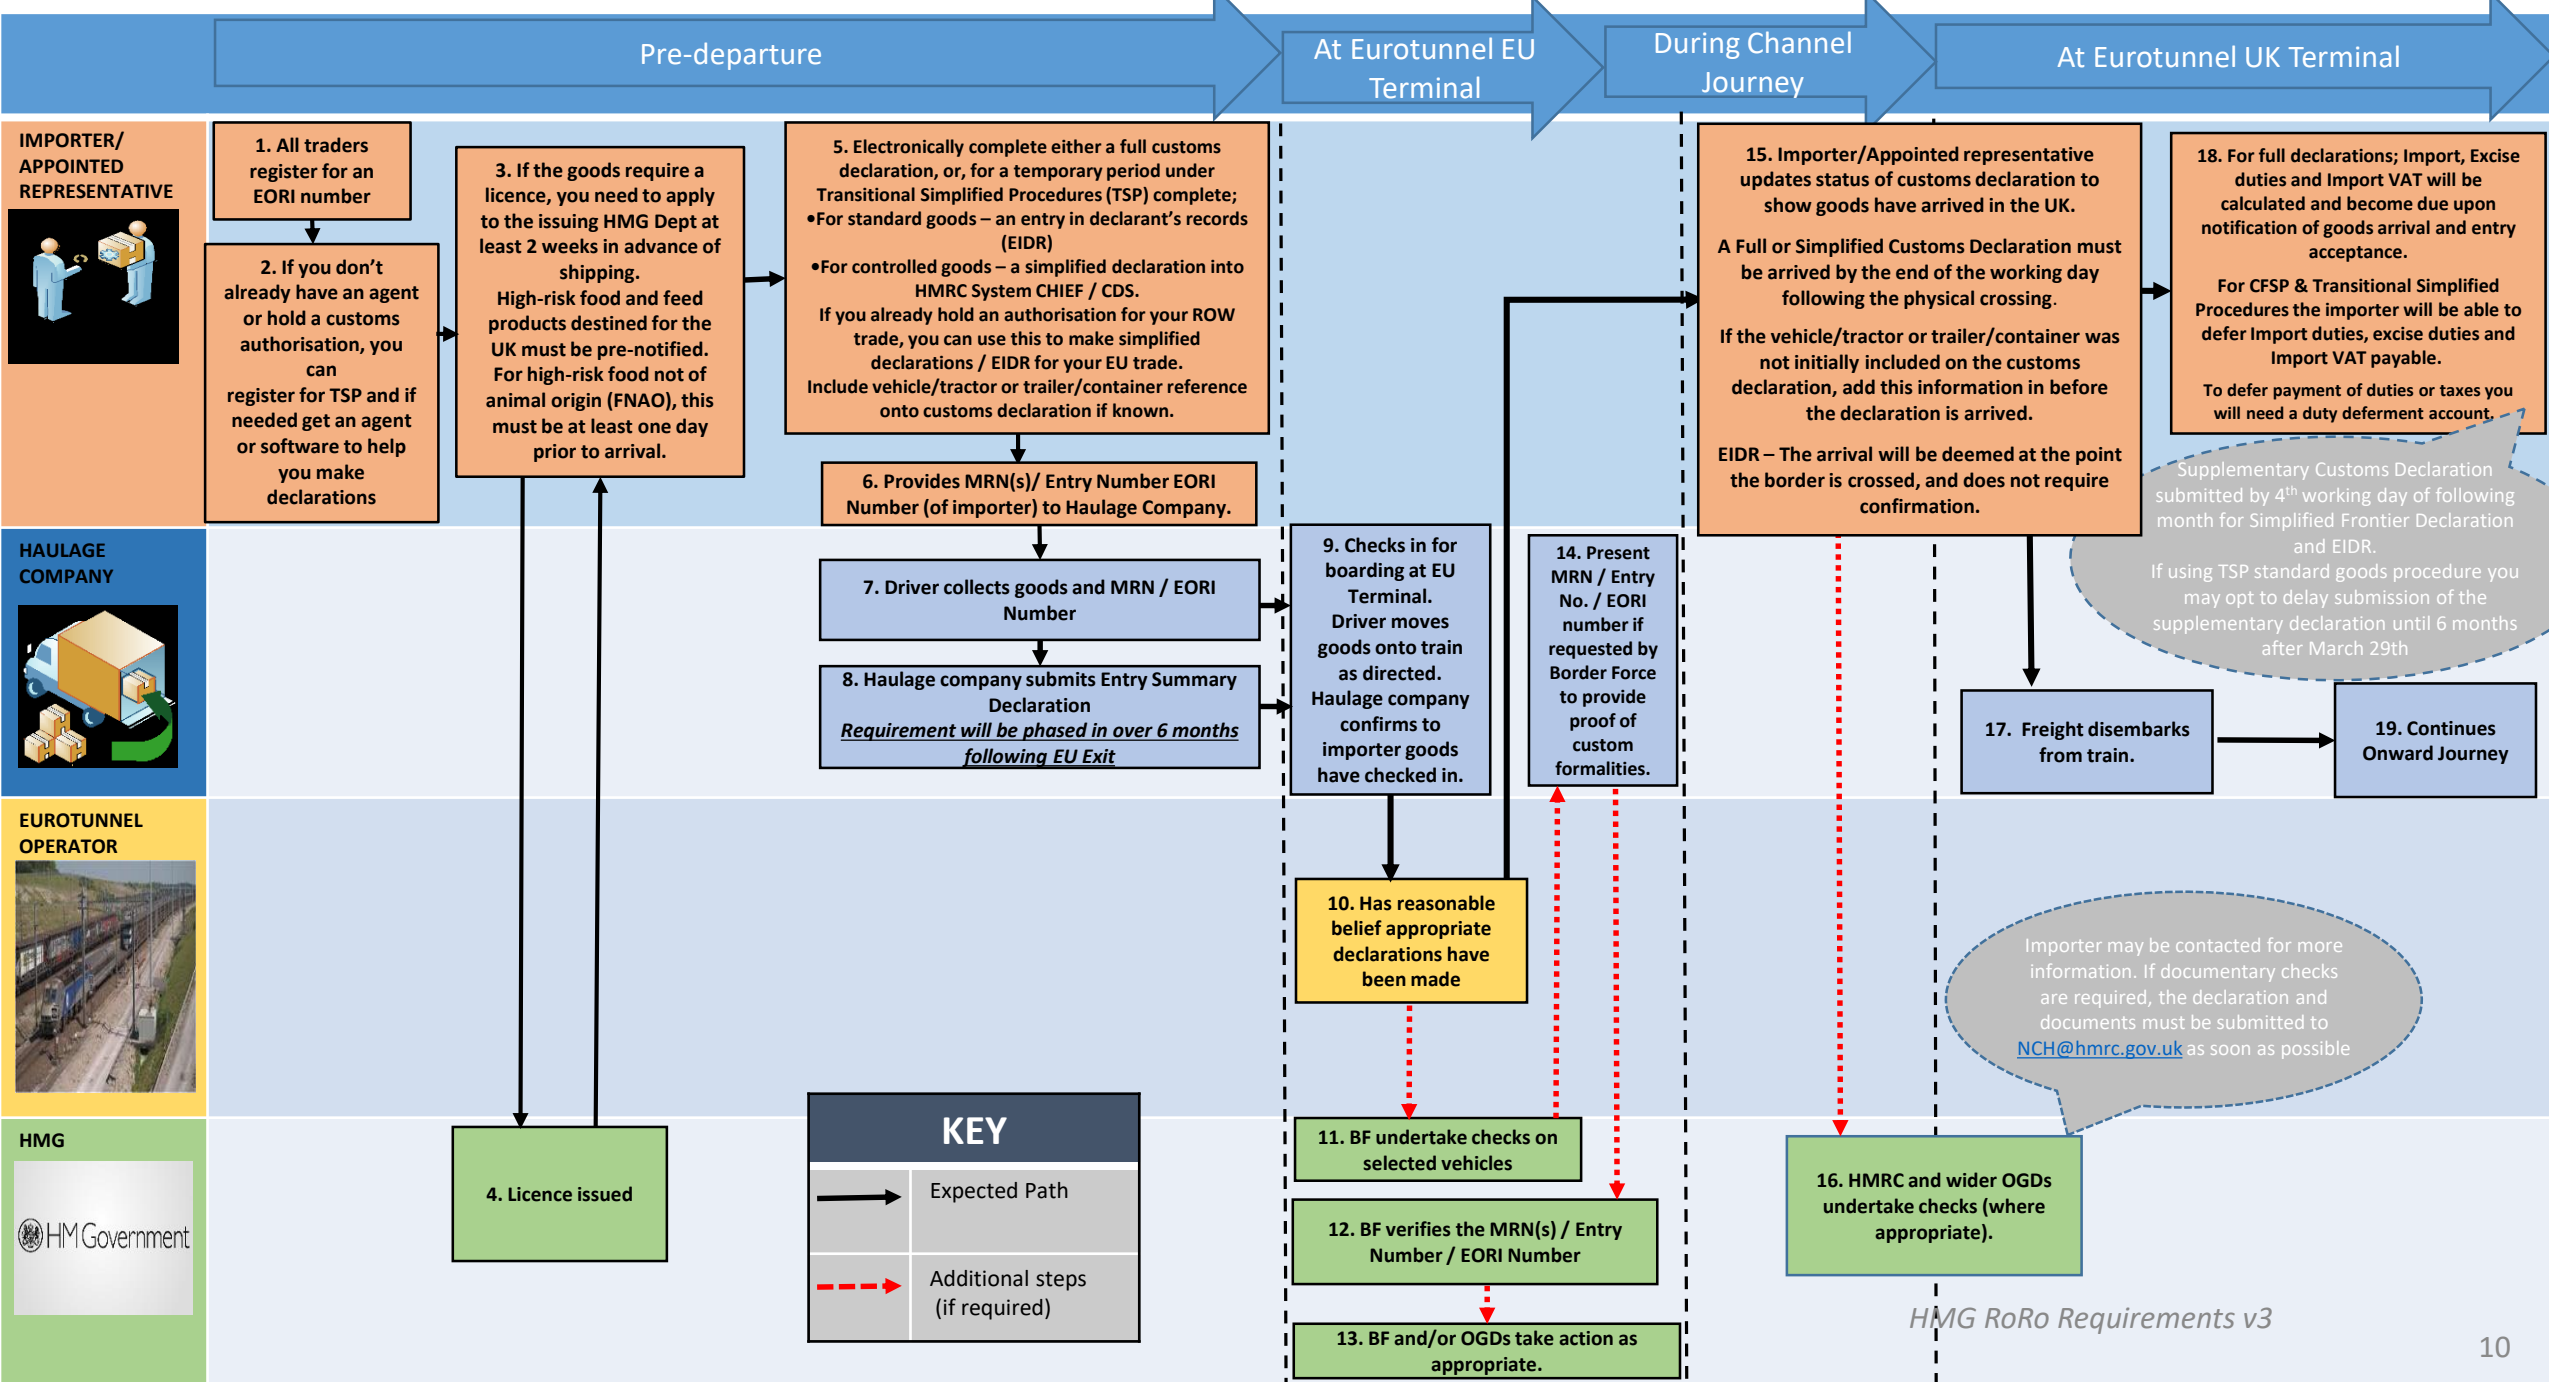 Pre-departure
At Eurotunnel EU
Terminal
During Channel
Journey
At Eurotunnel UK Terminal
IMPORTER/
APPOINTED
REPRESENTATIVE
1. All traders
register for an
EORI number
2. If you don't
already have an agent
or hold a customs
authorisation, you
can
register for TSP and if
needed get an agent
or software to help
you make
declarations
3. If the goods require a
licence, you need to apply
to the issuing HMG Dept at
least 2 weeks in advance of
shipping.
High-risk food and feed
products destined for the
UK must be pre-notified.
For high-risk food not of
animal origin (FNAO), this
must be at least one day
prior to arrival.
5. Electronically complete either a full customs
declaration, or, for a temporary period under
Transitional Simplified Procedures (TSP) complete;
•For standard goods – an entry in declarant's records
(EIDR)
•For controlled goods – a simplified declaration into
HMRC System CHIEF / CDS.
If you already hold an authorisation for your ROW
trade, you can use this to make simplified
declarations / EIDR for your EU trade.
Include vehicle/tractor or trailer/container reference
onto customs declaration if known.
6. Provides MRN(s)/ Entry Number EORI
Number (of importer) to Haulage Company.
15. Importer/Appointed representative
updates status of customs declaration to
show goods have arrived in the UK.
A Full or Simplified Customs Declaration must
be arrived by the end of the working day
following the physical crossing.
If the vehicle/tractor or trailer/container was
not initially included on the customs
declaration, add this information in before
the declaration is arrived.
EIDR – The arrival will be deemed at the point
the border is crossed, and does not require
confirmation.
18. For full declarations; Import, Excise
duties and Import VAT will be
calculated and become due upon
notification of goods arrival and entry
acceptance.
For CFSP & Transitional Simplified
Procedures the importer will be able to
defer Import duties, excise duties and
Import VAT payable.
To defer payment of duties or taxes you
will need a duty deferment account.
Supplementary Customs Declaration
submitted by 4th working day of following
month for Simplified Frontier Declaration
and EIDR.
If using TSP standard goods procedure you
may opt to delay submission of the
supplementary declaration until 6 months
after March 29th
HAULAGE
COMPANY
7. Driver collects goods and MRN / EORI
Number
8. Haulage company submits Entry Summary
Declaration
Requirement will be phased in over 6 months
following EU Exit
9. Checks in for
boarding at EU
Terminal.
Driver moves
goods onto train
as directed.
Haulage company
confirms to
importer goods
have checked in.
14. Present
MRN / Entry
No. / EORI
number if
requested by
Border Force
to provide
proof of
custom
formalities.
17. Freight disembarks
from train.
19. Continues
Onward Journey
EUROTUNNEL
OPERATOR
10. Has reasonable
belief appropriate
declarations have
been made
Importer may be contacted for more
information. If documentary checks
are required, the declaration and
documents must be submitted to
NCH@hmrc.gov.uk as soon as possible
HMG
HM Government
4. Licence issued
KEY
Expected Path
Additional steps
(if required)
11. BF undertake checks on
selected vehicles
12. BF verifies the MRN(s) / Entry
Number / EORI Number
13. BF and/or OGDs take action as
appropriate.
16. HMRC and wider OGDs
undertake checks (where
appropriate).
HMG RoRo Requirements v3
10